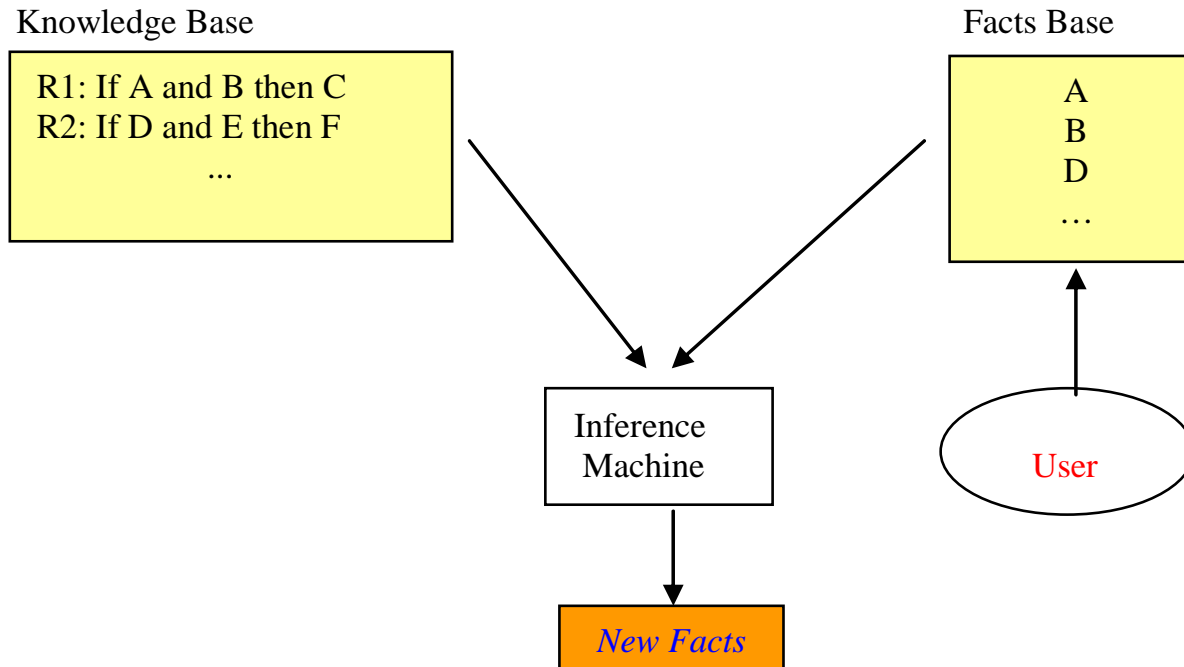 Knowledge Base
R1: If A and B then C
R2: If D and E then F
...
Facts Base
A
B
D
…
Inference
Machine
User
New Facts